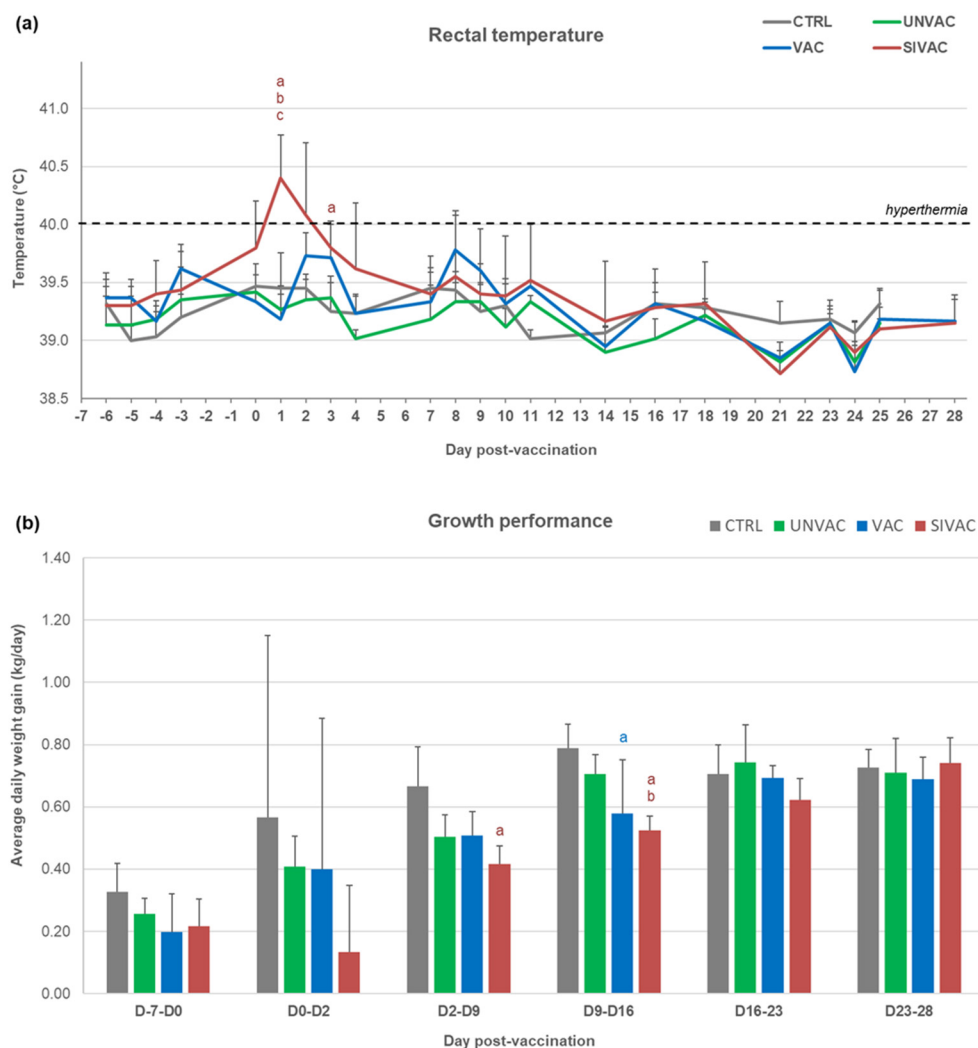 (a)
Rectal temperature
CTRL UNVAC
VAC SIVAC
a
b
c
a
hyperthermia
41.0
40.5
40.0
39.5
39.0
38.5
Temperature (°C)
-7 -6 -5 -4 -3 -2 -1 0 1 2 3 4 5 6 7 8 9 10 11 12 13 14 15 16 17 18 19 20 21 22 23 24 25 26 27 28
Day post-vaccination
(b)
Growth performance
CTRL UNVAC VAC SIVAC
1.40
1.20
1.00
0.80
0.60
0.40
0.20
0.00
Average daily weight gain (kg/day)
a
a
a
b
D-7-D0 D0-D2 D2-D9 D9-D16 D16-23 D23-28
Day post-vaccination